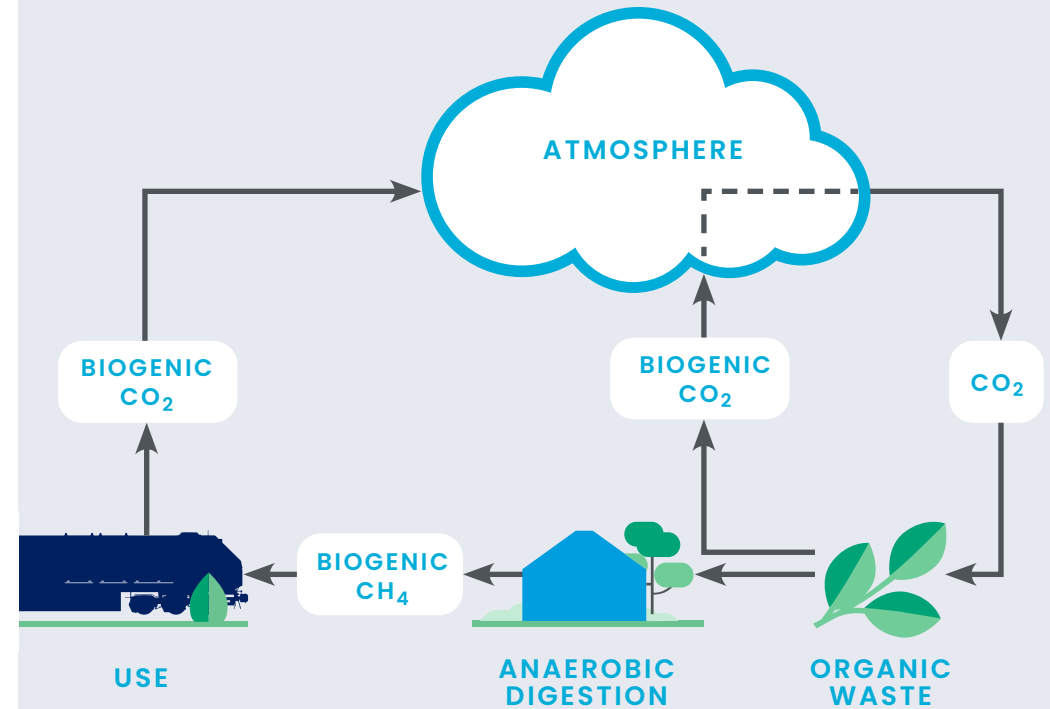 ATMOSPHERE
BIOGENIC
CO₂
BIOGENIC
CO₂
CO₂
BIOGENIC
CH₄
USE
ANAEROBIC
DIGESTION
ORGANIC
WASTE